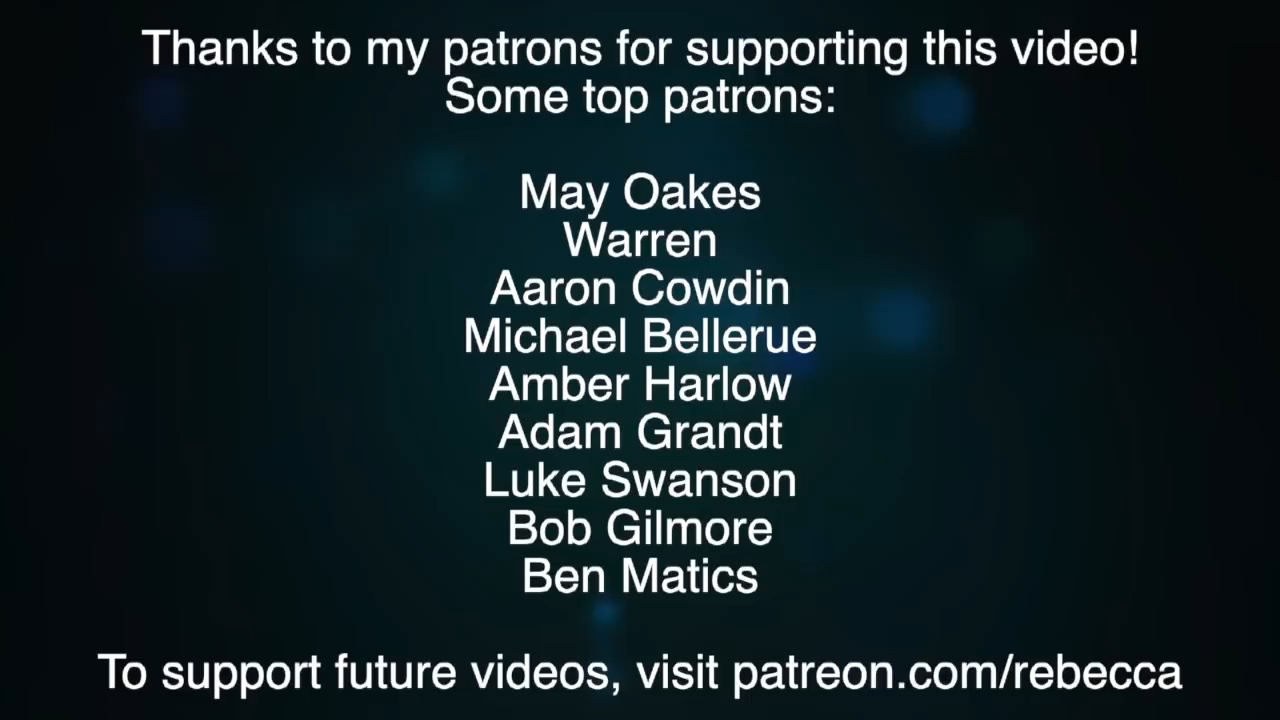 Thanks to my patrons for supporting this video!
Some top patrons:
May Oakes
Warren
Aaron Cowdin
Michael Bellerue
Amber Harlow
Adam Grandt
Luke Swanson
Bob Gilmore
Ben Matics
To support future videos, visit patreon.com/rebecca